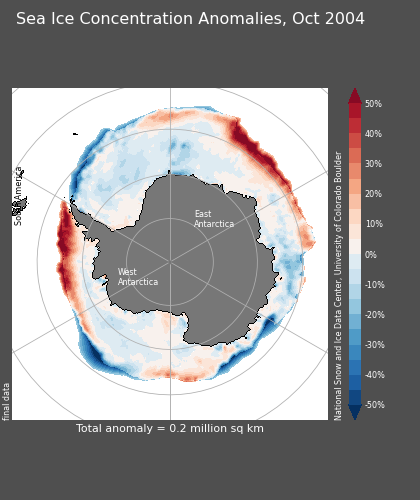 Sea Ice Concentration Anomalies, Oct 2004
South America
East
Antarctica
West
Antarctica
50%
40%
30%
20%
10%
0%
-10%
-20%
-30%
-40%
-50%
National Snow and Ice Data Center, University of Colorado Boulder
final data
Total anomaly = 0.2 million sq km